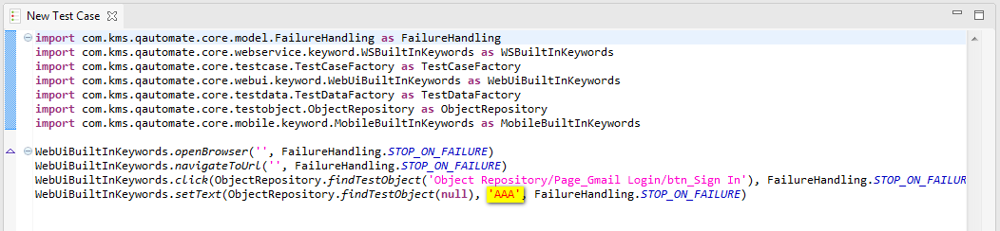 New Test Case
import com.kms.qautomate.core.model.FailureHandling as FailureHandling
import com.kms.qautomate.core.webservice.keyword.WSBuiltInKeywords as WSBuiltInKeywords
import com.kms.qautomate.core.testcase.TestCaseFactory as TestCaseFactory
import com.kms.qautomate.core.webui.keyword.WebUiBuiltInKeywords as WebUiBuiltInKeywords
import com.kms.qautomate.core.testdata.TestDataFactory as TestDataFactory
import com.kms.qautomate.core.testobject.ObjectRepository as ObjectRepository
import com.kms.qautomate.core.mobile.keyword.MobileBuiltInKeywords as MobileBuiltInKeywords
WebUiBuiltInKeywords.openBrowser('', FailureHandling.STOP_ON_FAILURE)
WebUiBuiltInKeywords.navigateToUrl('', FailureHandling.STOP_ON_FAILURE)
WebUiBuiltInKeywords.click(ObjectRepository.findTestObject('Object Repository/Page_Gmail Login/btn_Sign In'), FailureHandling.STOP_ON_FAILUR
WebUiBuiltInKeywords.setText(ObjectRepository.findTestObject(null), 'AAA', FailureHandling.STOP_ON_FAILURE)